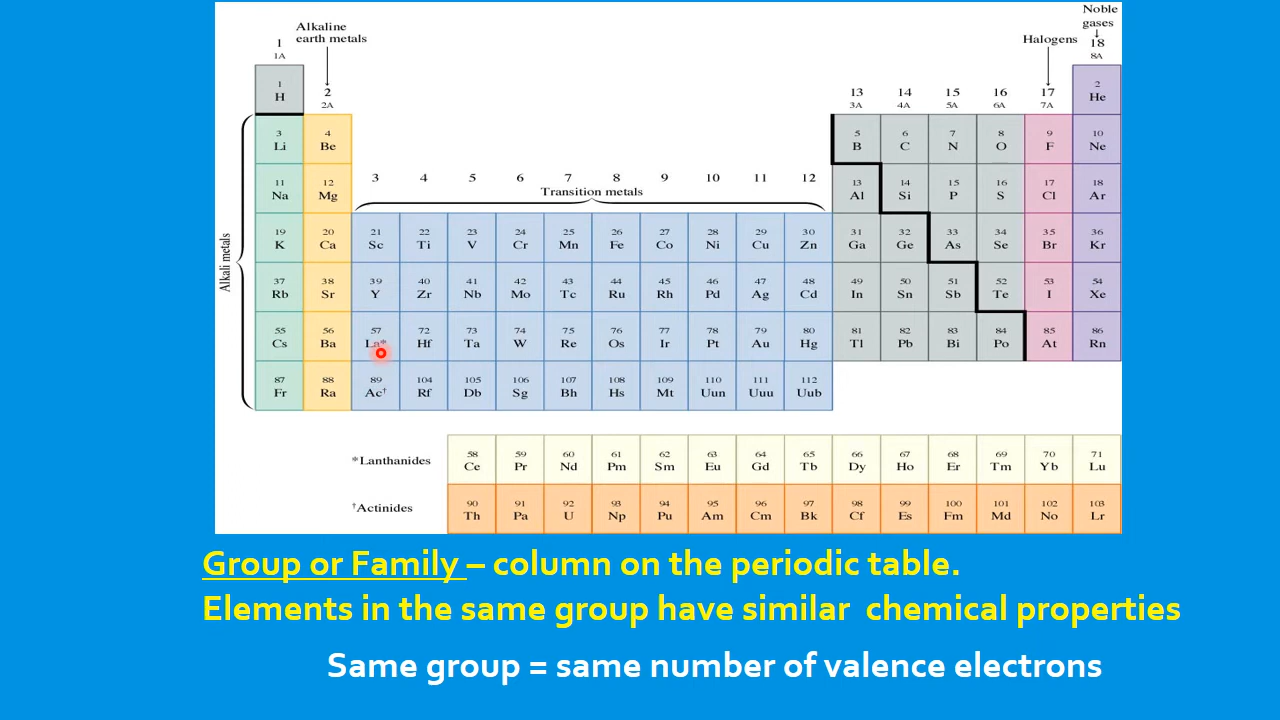 Noble
gases
Alkaline
earth metals
Halogens
1 18
1A 8A
1 2
H He
2 13 14 15 16 17
2A 3A 4A 5A 6A 7A
3 4 5 6 7 8 9 10
Li Be B C N O F Ne
11 12 13 14 15 16 17 18
Na Mg Al Si P S Cl Ar
3 4 5 6 7 8 9 10 11 12
Transition metals
Alkali metals
19 20 21 22 23 24 25 26 27 28 29 30 31 32 33 34 35 36
K Ca Sc Ti V Cr Mn Fe Co Ni Cu Zn Ga Ge As Se Br Kr
37 38 39 40 41 42 43 44 45 46 47 48 49 50 51 52 53 54
Rb Sr Y Zr Nb Mo Tc Ru Rh Pd Ag Cd In Sn Sb Te I Xe
55 56 57 72 73 74 75 76 77 78 79 80 81 82 83 84 85 86
Cs Ba La* Hf Ta W Re Os Ir Pt Au Hg Tl Pb Bi Po At Rn
87 88 89 104 105 106 107 108 109 110 111 112
Fr Ra Ac† Rf Db Sg Bh Hs Mt Uun Uuu Uub
58 59 60 61 62 63 64 65 66 67 68 69 70 71
*Lanthanides Ce Pr Nd Pm Sm Eu Gd Tb Dy Ho Er Tm Yb Lu
90 91 92 93 94 95 96 97 98 99 100 101 102 103
†Actinides Th Pa U Np Pu Am Cm Bk Cf Es Fm Md No Lr
Group or Family – column on the periodic table.
Elements in the same group have similar chemical properties
Same group = same number of valence electrons